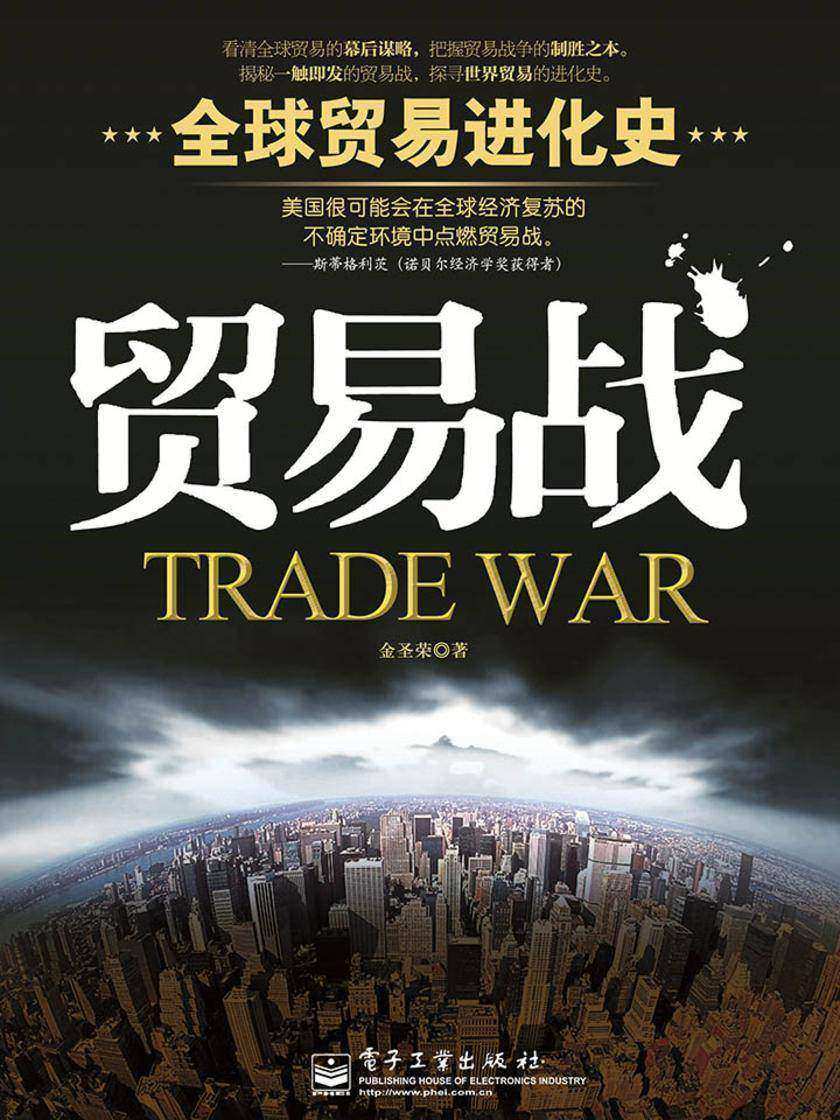 看清全球贸易的幕后谋略，把握贸易战争的制胜之本。
揭秘一触即发的贸易战，探寻世界贸易的进化史。
★★★全球贸易进化史★★★
美国很可能会在全球经济复苏的
不确定环境中点燃贸易战。
——斯蒂格利茨（诺贝尔经济学奖获得者）
贸易战
TRADE WAR
金圣荣◎著
電子工業出版社
PUBLISHING HOUSE OF ELECTRONICS INDUSTRY
http://www.phei.com.cn